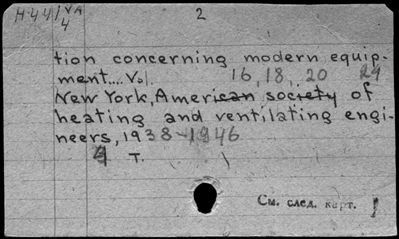 H44/VA
4
2
tion concerning modern equip-
ment....Vol. 16, 18, 20 24
New York, American society of
heating and ventilating engi-
neers, 1938-1946
4 T.
См. след. карт.